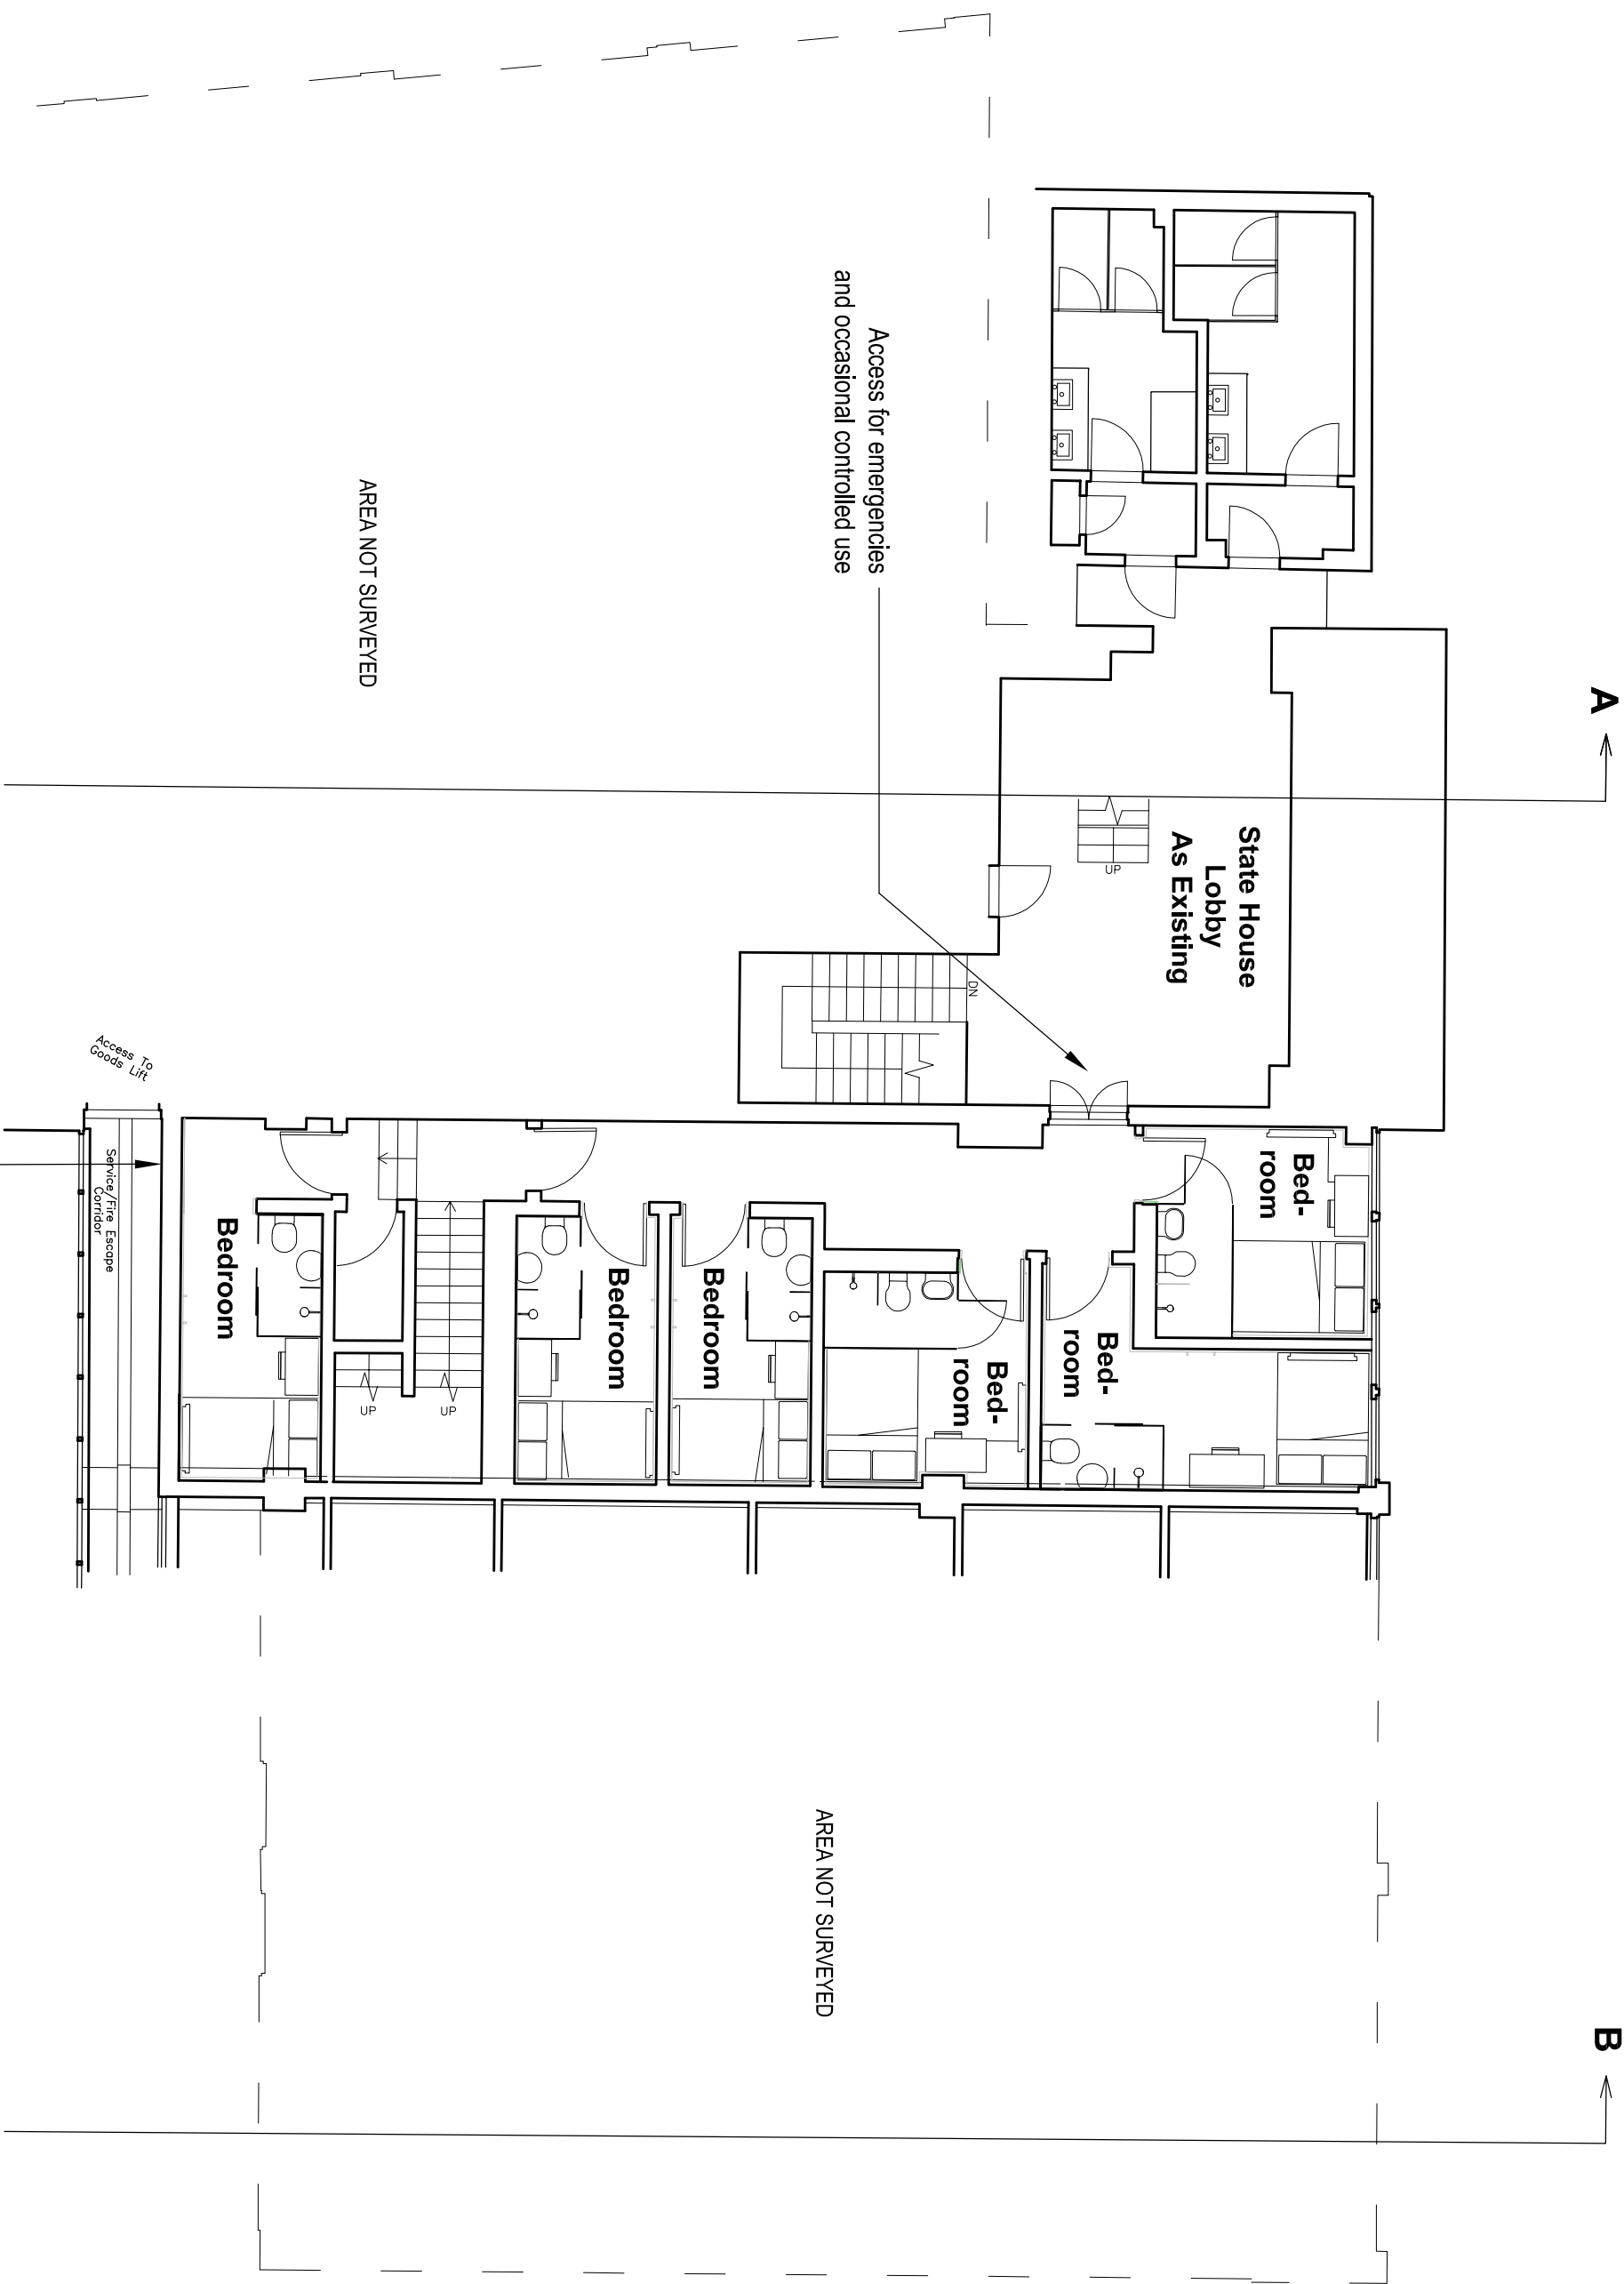 A
B
State House
Lobby
As Existing
UP
DN
Access for emergencies
and occasional controlled use
AREA NOT SURVEYED
Bed-
room
Bed-
room
Bed-
room
Bedroom
Bedroom
Bedroom
UP
UP
Access To
Goods Lift
Service/Fire Escape
Corridor
AREA NOT SURVEYED